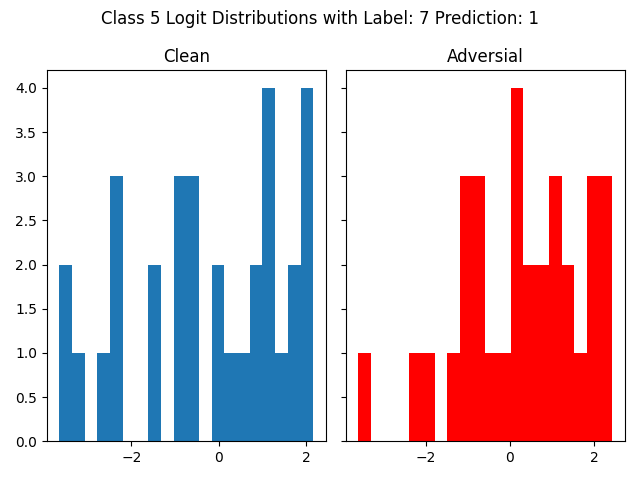 Class 5 Logit Distributions with Label: 7 Prediction: 1
Clean
Adversial
4.0
3.5
3.0
2.5
2.0
1.5
1.0
0.5
0.0
−2 0 2
−2 0 2